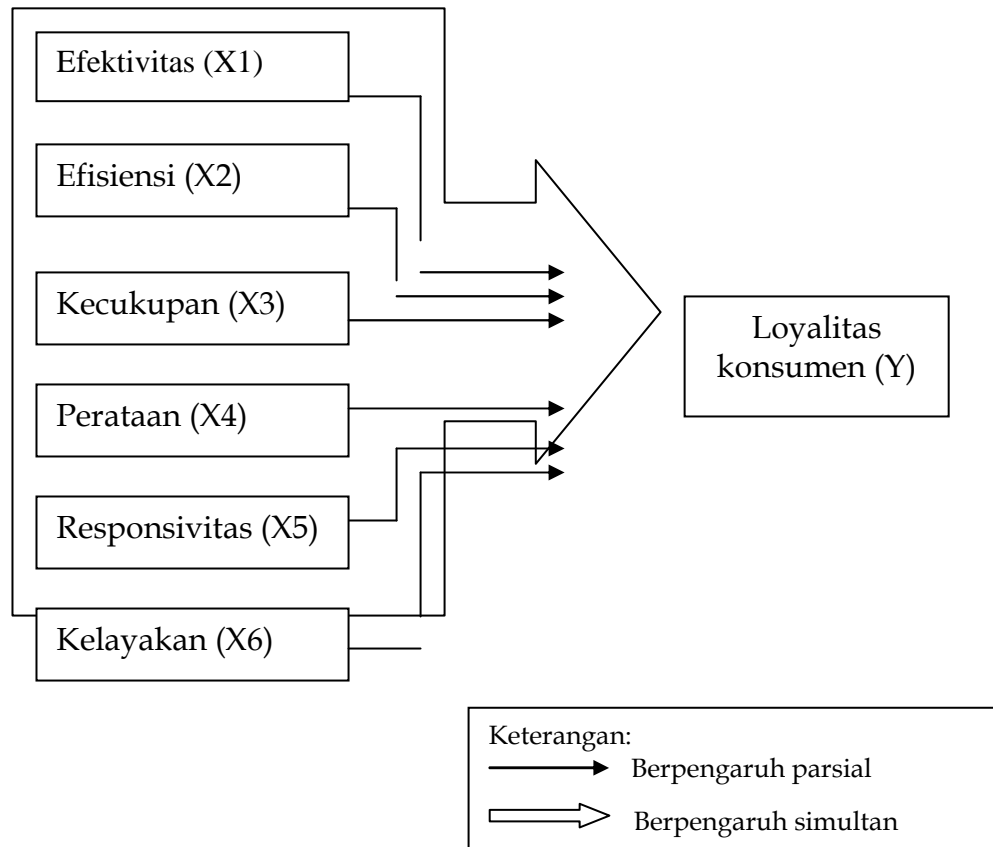 Efektivitas (X1)
Efisiensi (X2)
Kecukupan (X3)
Perataan (X4)
Responsivitas (X5)
Kelayakan (X6)
Loyalitas
konsumen (Y)
Keterangan:
Berpengaruh parsial
Berpengaruh simultan